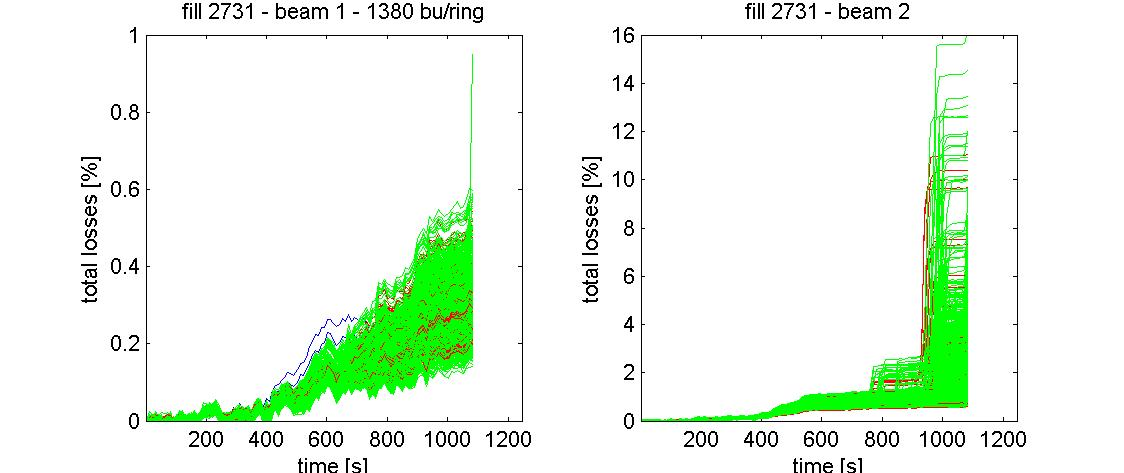 fill 2731 - beam 1 - 1380 bu/ring
total losses [%]
1
0.8
0.6
0.4
0.2
0
200 400 600 800 1000 1200
time [s]
fill 2731 - beam 2
total losses [%]
16
14
12
10
8
6
4
2
0
200 400 600 800 1000 1200
time [s]